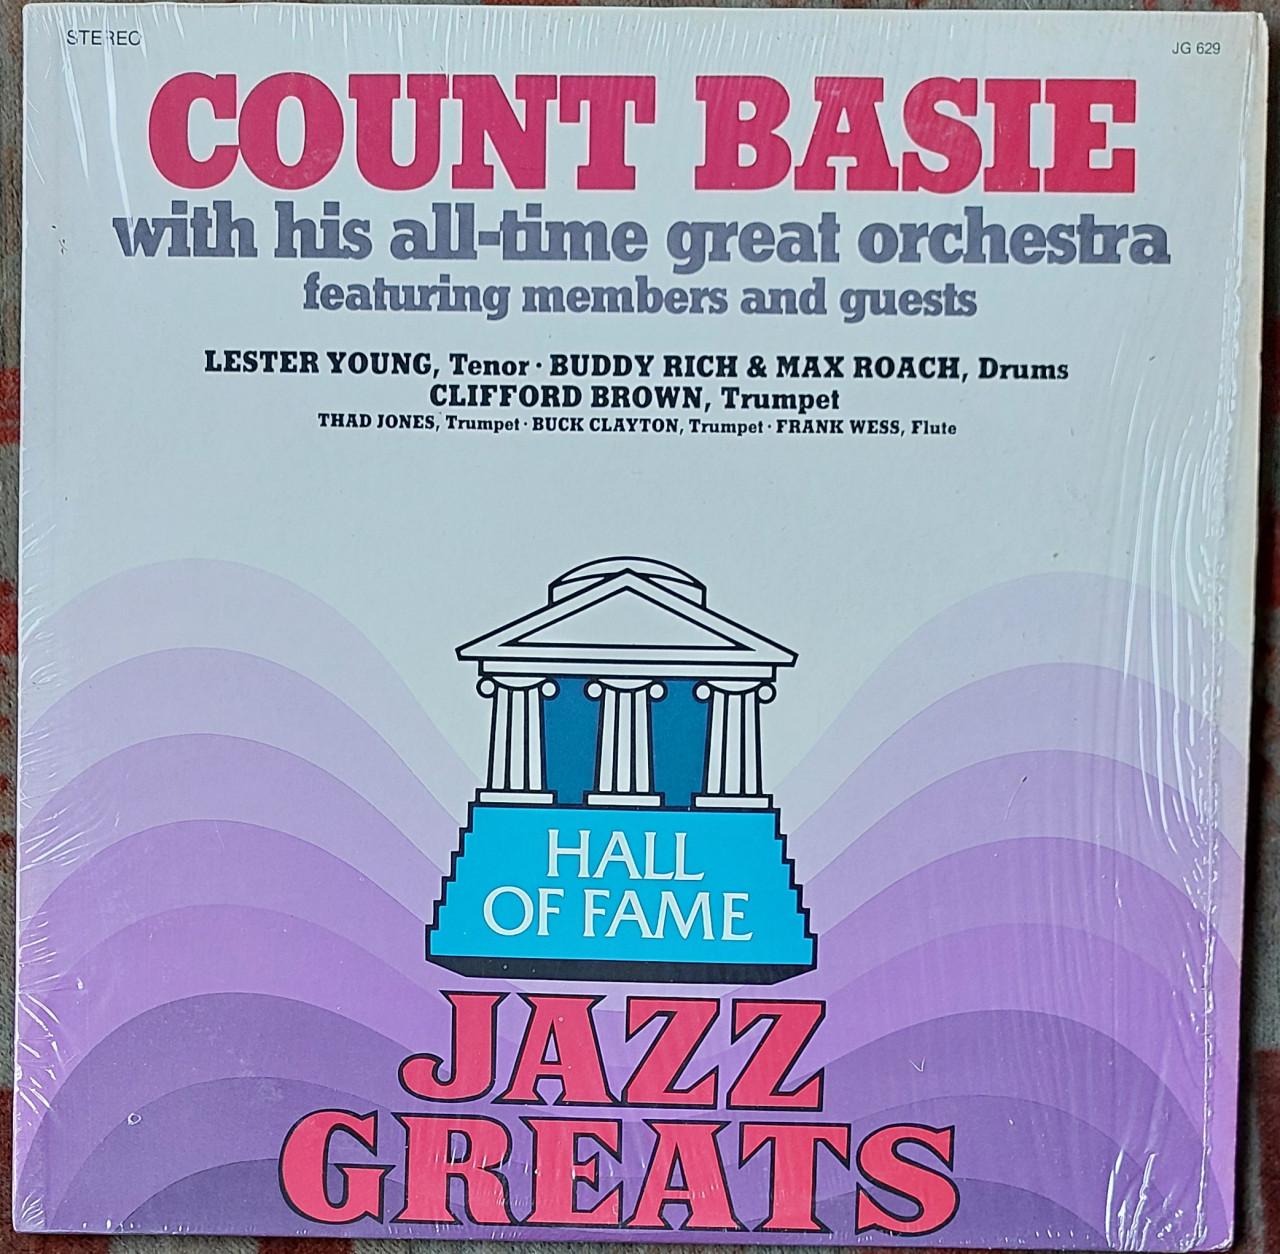 STEREO
JG 629
COUNT BASIE
with his all-time great orchestra
featuring members and guests
LESTER YOUNG, Tenor · BUDDY RICH & MAX ROACH, Drums
CLIFFORD BROWN, Trumpet
THAD JONES, Trumpet · BUCK CLAYTON, Trumpet · FRANK WESS, Flute
HALL
OF FAME
JAZZ
GREATS